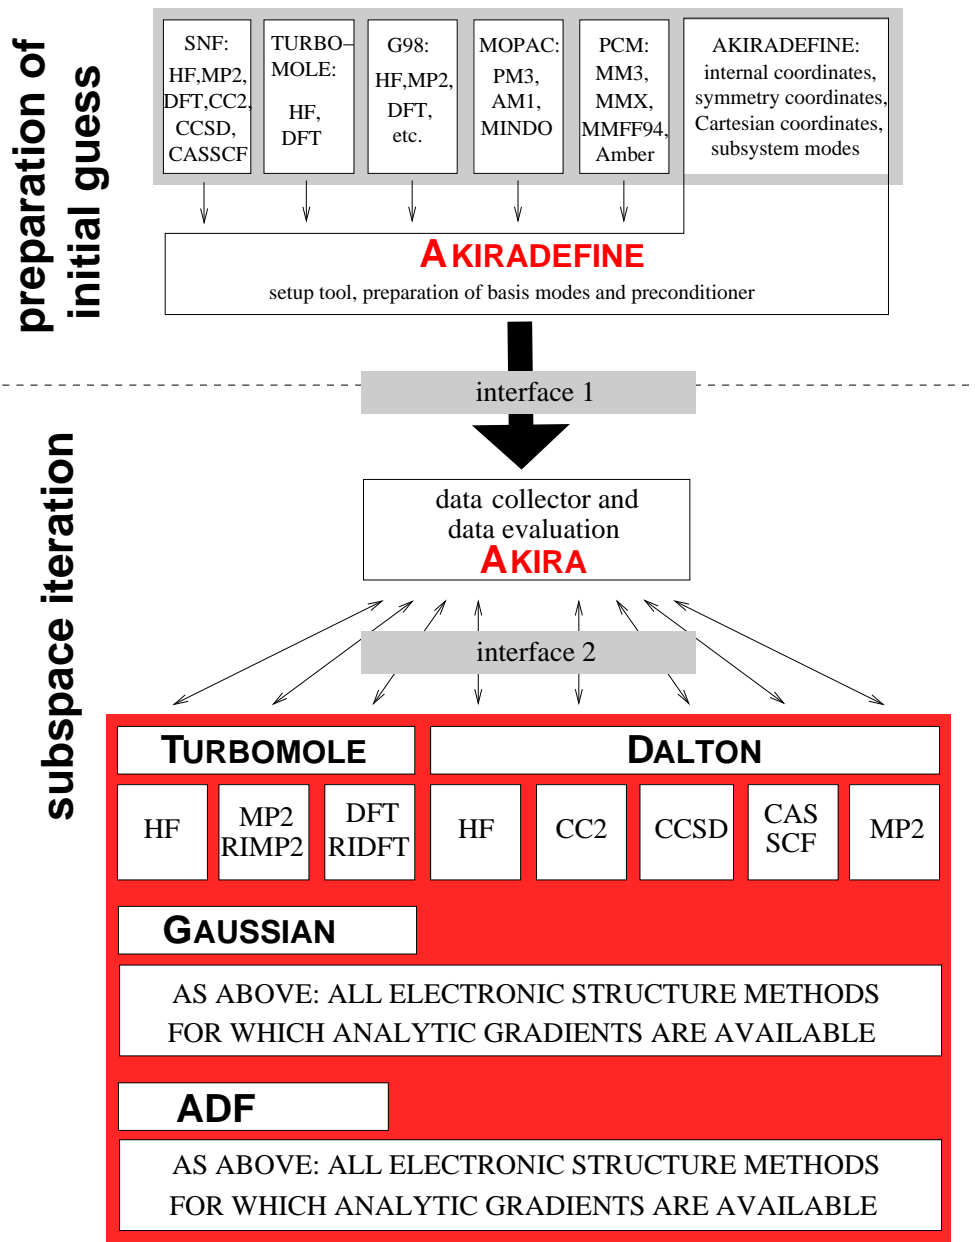 preparation of
initial guess
SNF:
HF,MP2,
DFT,CC2,
CCSD,
CASSCF
TURBO–
MOLE:
HF,
DFT
G98:
HF,MP2,
DFT,
etc.
MOPAC:
PM3,
AM1,
MINDO
PCM:
MM3,
MMX,
MMFF94,
Amber
AKIRADEFINE:
internal coordinates,
symmetry coordinates,
Cartesian coordinates,
subsystem modes
AKIRADEFINE
setup tool, preparation of basis modes and preconditioner
interface 1
subspace iteration
data collector and
data evaluation
AKIRA
interface 2
TURBOMOLE
DALTON
HF
MP2
RIMP2
DFT
RIDFT
HF
CC2
CCSD
CAS
SCF
MP2
GAUSSIAN
AS ABOVE: ALL ELECTRONIC STRUCTURE METHODS
FOR WHICH ANALYTIC GRADIENTS ARE AVAILABLE
ADF
AS ABOVE: ALL ELECTRONIC STRUCTURE METHODS
FOR WHICH ANALYTIC GRADIENTS ARE AVAILABLE